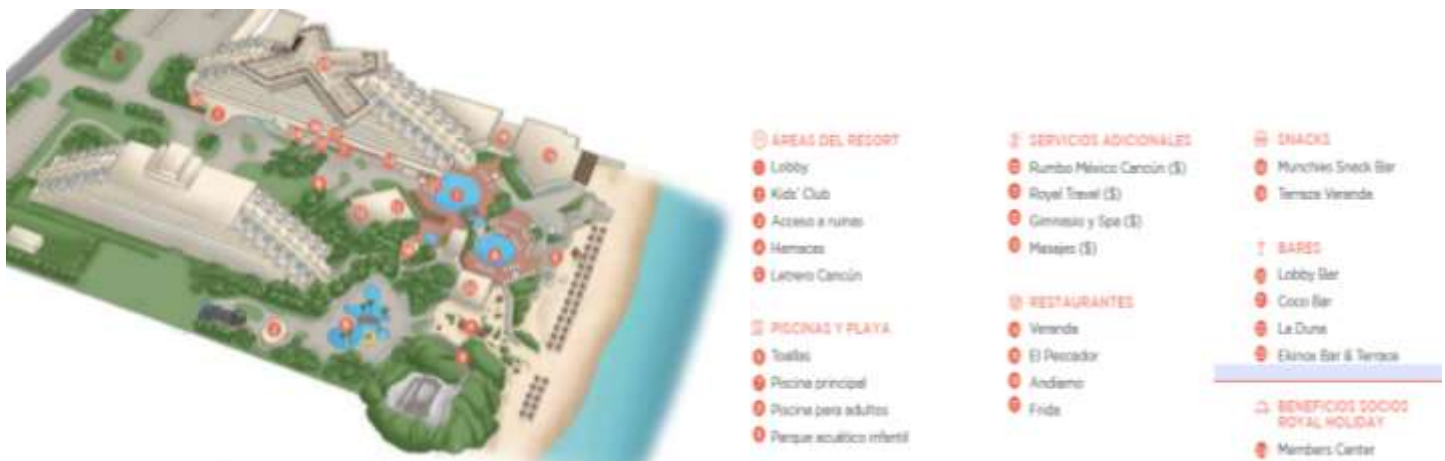 ÁREAS DEL RESORT
Lobby
Kids' Club
Acceso a ruinas
Hamacas
Letrero Cancún
PISCINAS Y PLAYA
Toallas
Piscina principal
Piscina para adultos
Parque acuático infantil
SERVICIOS ADICIONALES
Rumbo México Cancún ($)
Royal Travel ($)
Gimnasio y Spa ($)
Masajes ($)
RESTAURANTES
Veranda
El Pescador
Andiamo
Frida
SNACKS
Munchies Snack Bar
Terraza Veranda
BARES
Lobby Bar
Coco Bar
La Duna
Ekinox Bar & Terrace
BENEFICIOS SOCIOS
ROYAL HOLIDAY
Members Center